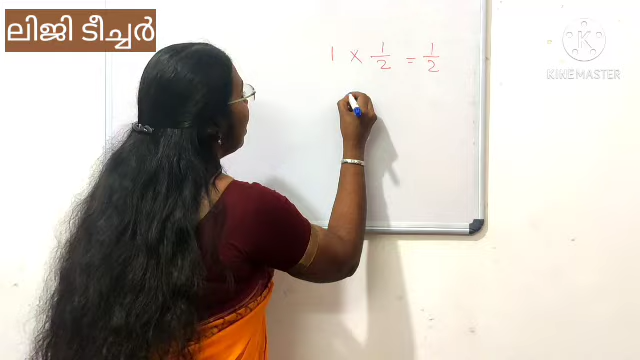 ലിജി ടീച്ചർ
1 × 1/2 = 1/2
KINEMASTER